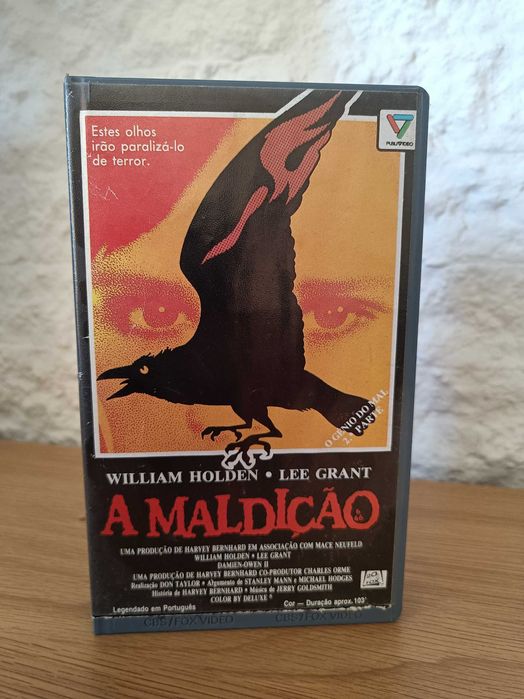 Estes olhos
irão paralizá-lo
de terror.
PUBLIVIDEO
O GÉNIO DO MAL
2.ª PARTE
WILLIAM HOLDEN • LEE GRANT
A MALDIÇÃO
UMA PRODUÇÃO DE HARVEY BERNHARD EM ASSOCIAÇÃO COM MACE NEUFELD
WILLIAM HOLDEN • LEE GRANT
DAMIEN-OWEN II
UMA PRODUÇÃO DE HARVEY BERNHARD CO-PRODUTOR CHARLES ORME
Realização DON TAYLOR • Argumento de STANLEY MANN • MICHAEL HODGES
História de HARVEY BERNHARD • Música de JERRY GOLDSMITH
COLOR BY DELUXE ®
Legendado em Português
Cor — Duração aprox. 103'
CBS/FOX VIDEO CBS/FOX VIDEO